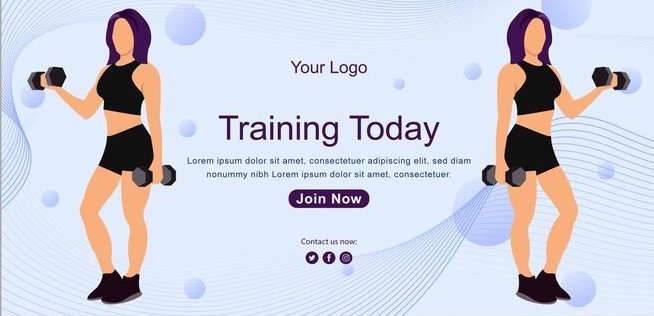 Your Logo
Training Today
Lorem ipsum dolor sit amet, consectetuer adipiscing elit, sed diam
nonummy nibh Lorem ipsum dolor sit amet, consectetuer.
Join Now
Contact us now: